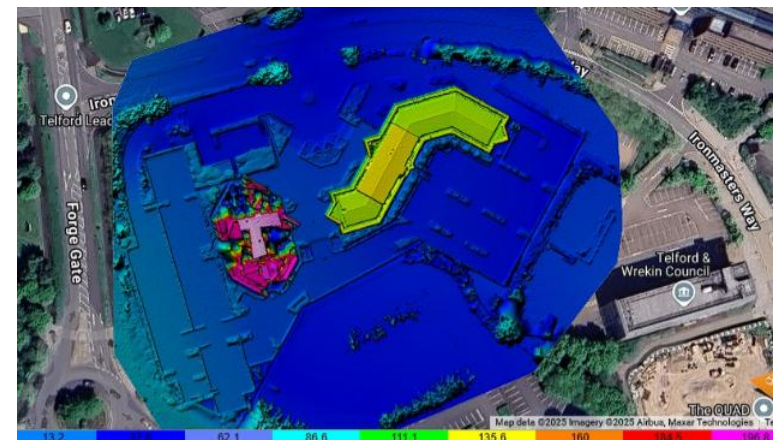 Iron
Way
Telford Lead
Ironmasters Way
Forge Gate
Telford &
Wrekin Council
The QUAD
Map data ©2025 Imagery ©2025 Airbus, Maxar Technologies
13.2 62.1 86.6 111.1 135.6 160